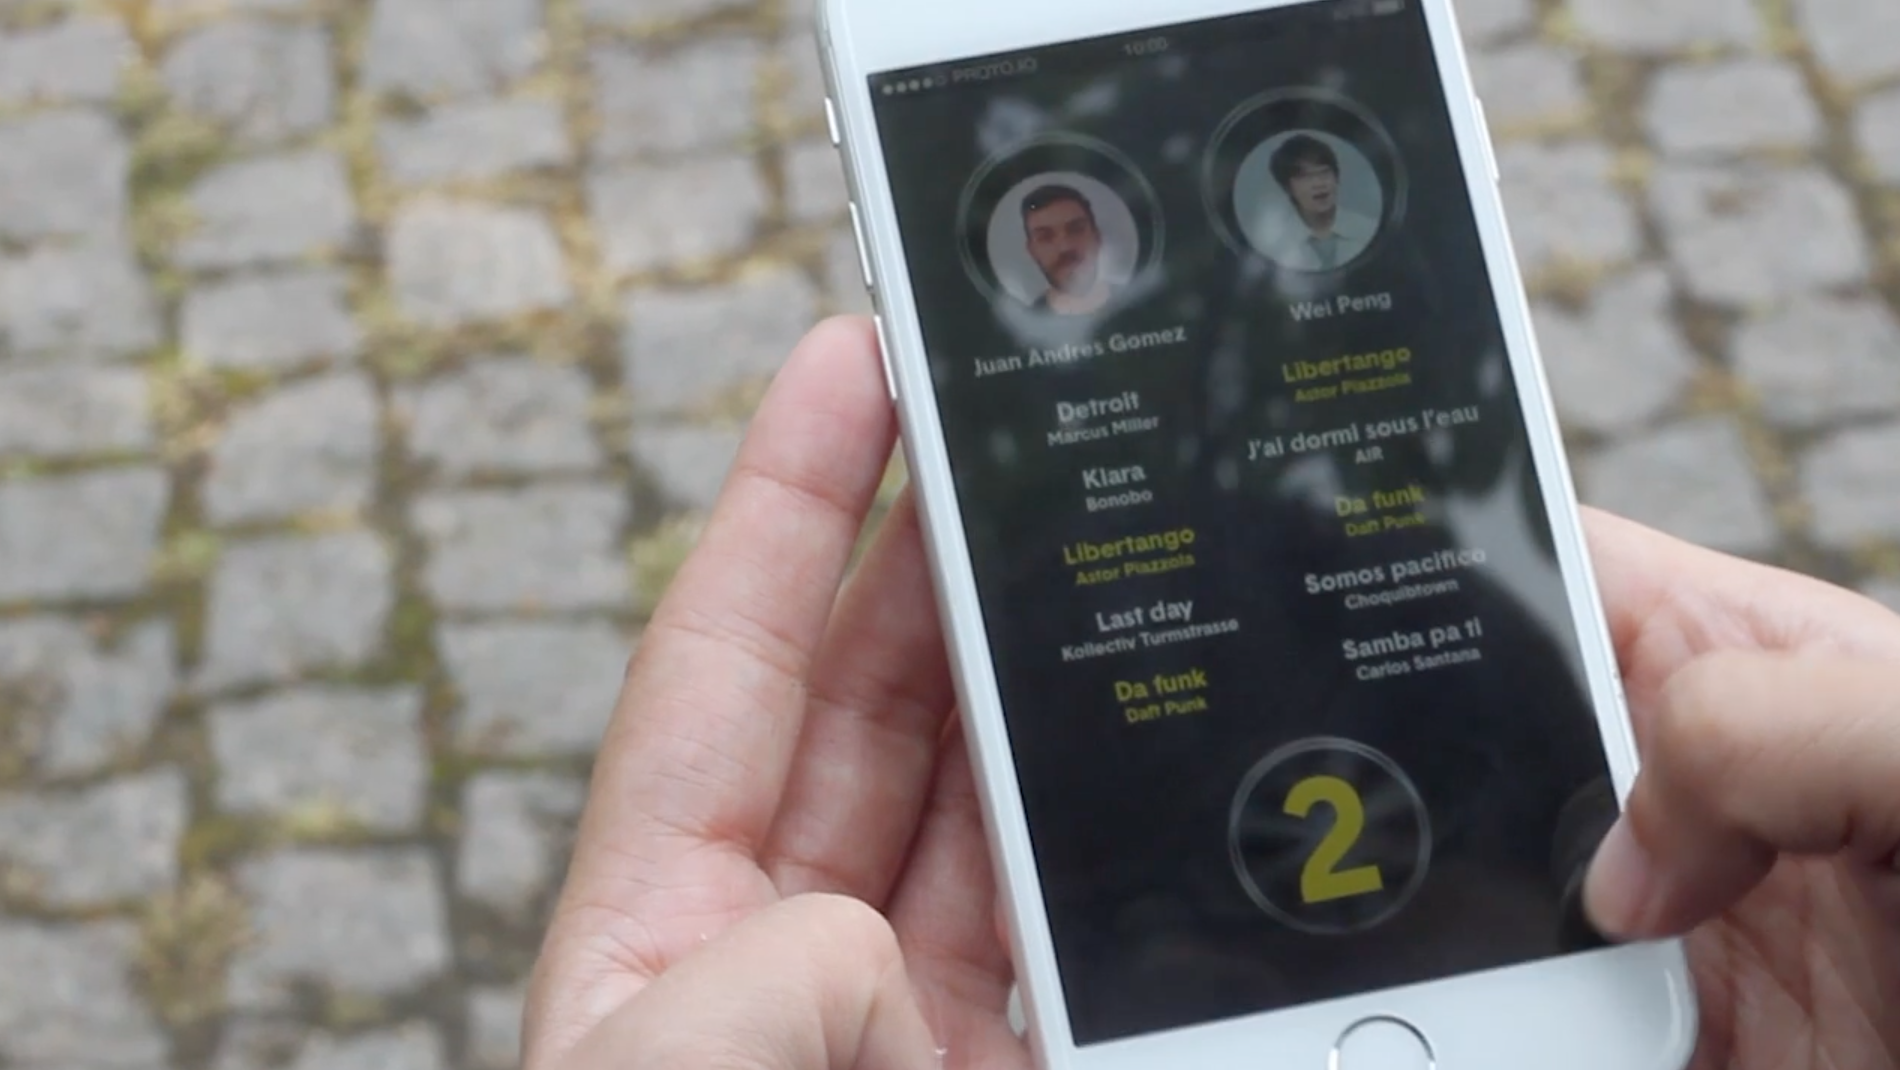 PROTO.IO
10:00
Juan Andres Gomez
Detroit
Marcus Miller
Klara
Bonobo
Libertango
Astor Piazzola
Last day
Kollectiv Turmstrasse
Da funk
Daft Punk
Wei Peng
Libertango
Astor Piazzola
J'ai dormi sous l'eau
AIR
Da funk
Daft Punk
Somos pacifico
Choquibtown
Samba pa ti
Carlos Santana
2